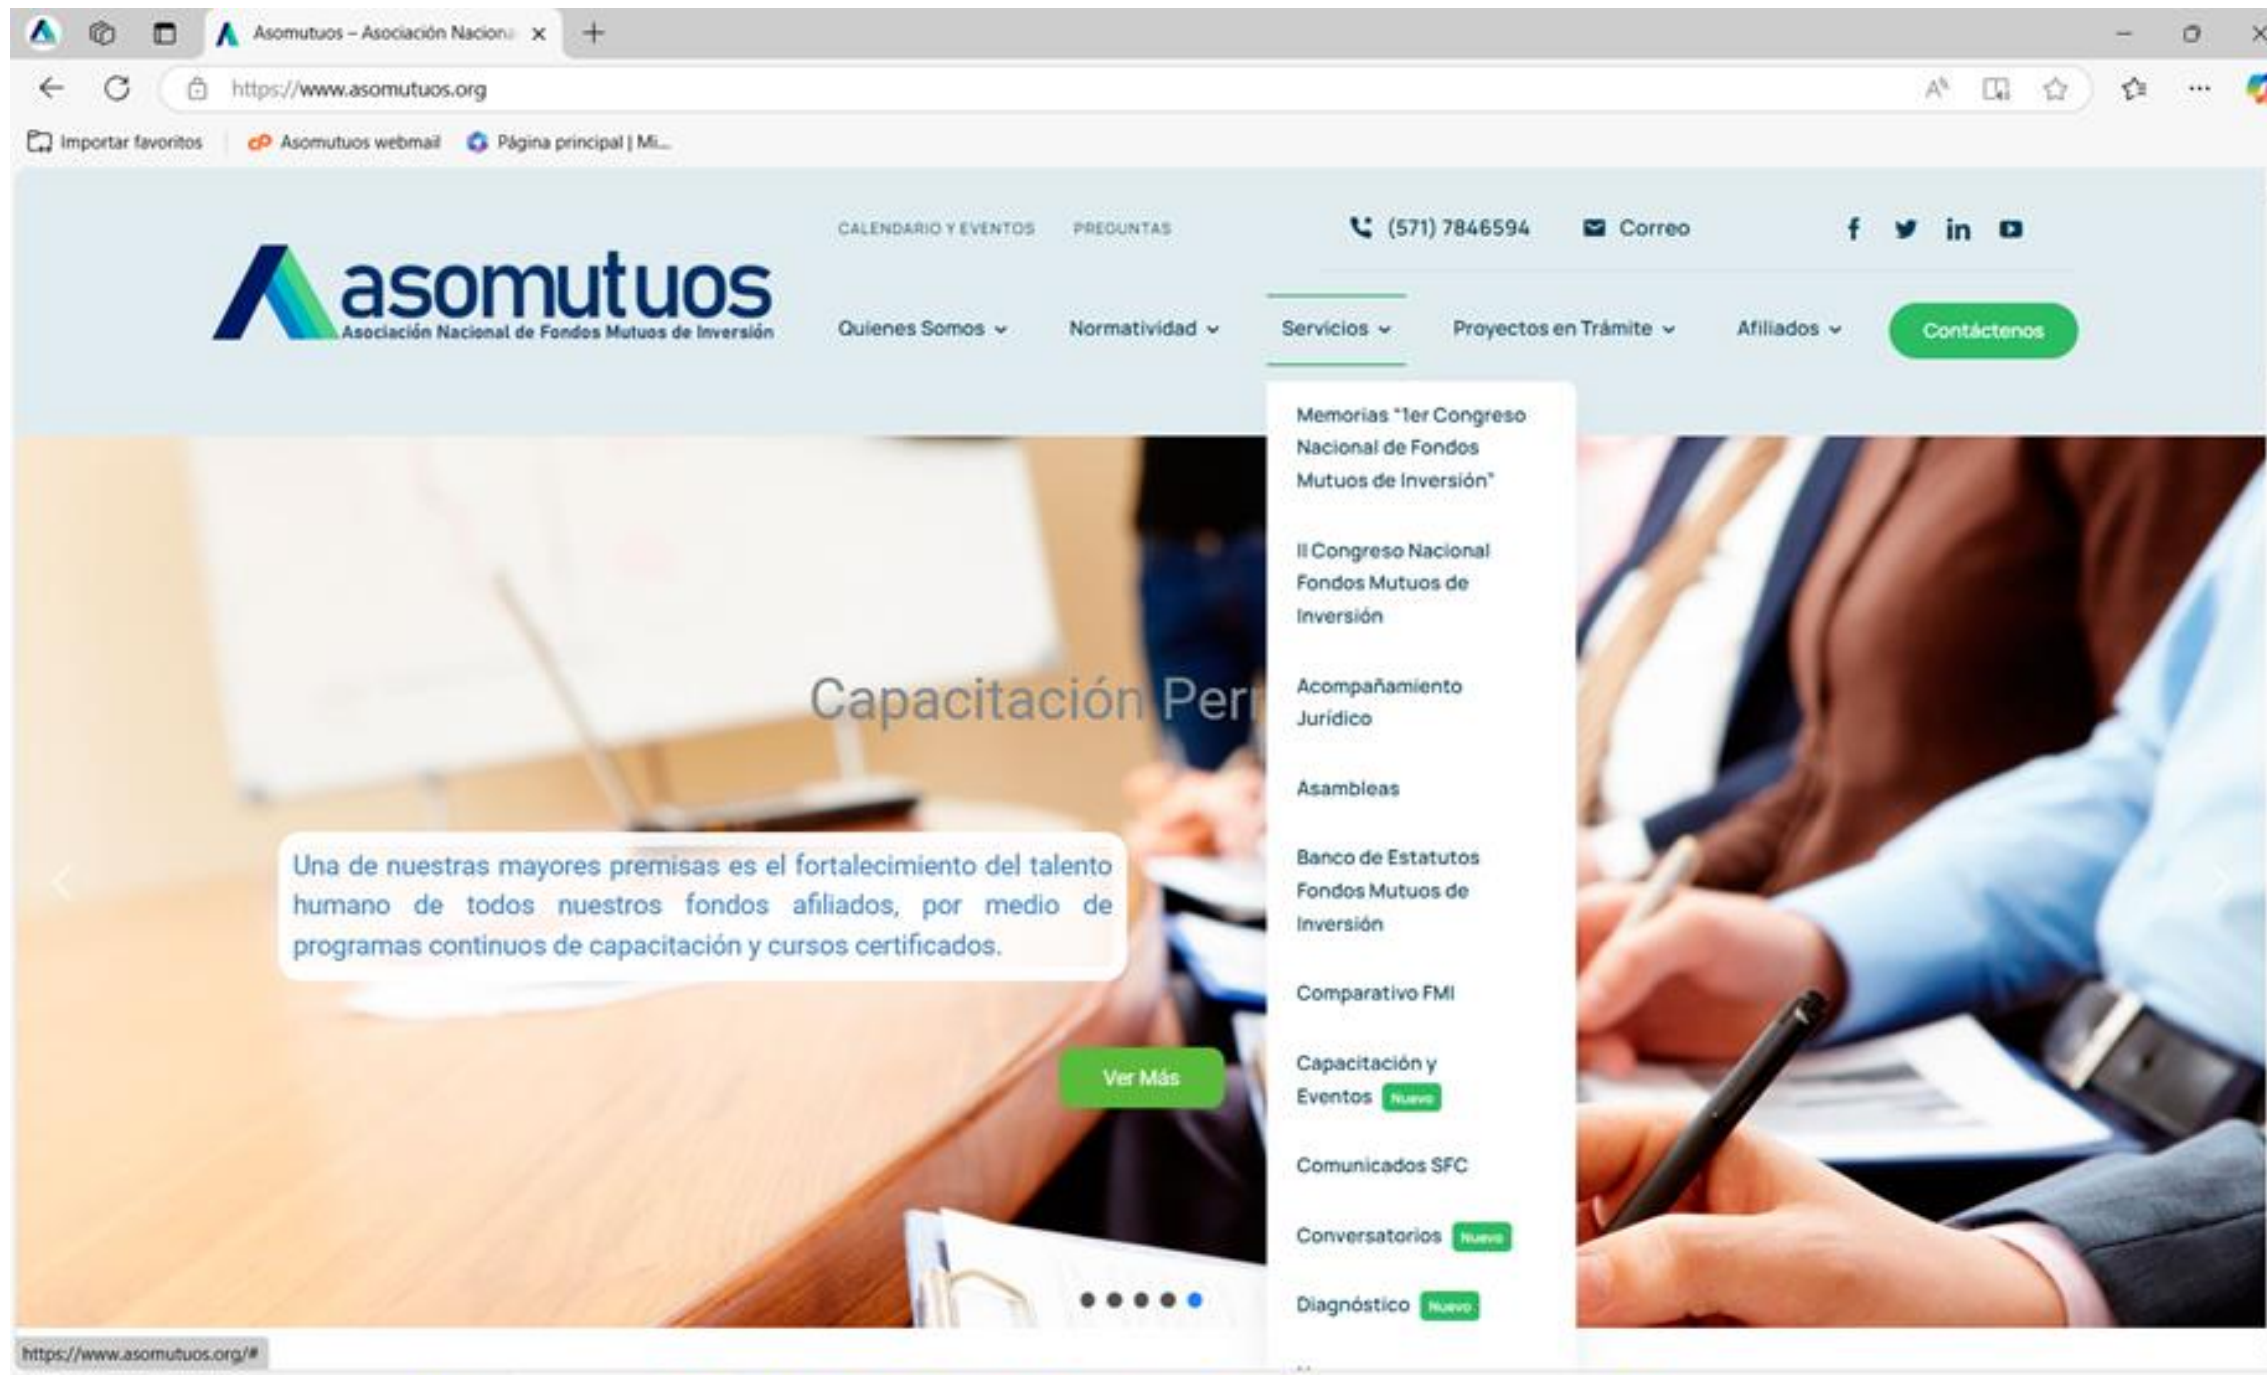 Asomutuos – Asociación Naciona
https://www.asomutuos.org
Importar favoritos
Asomutuos webmail
Página principal | Mi...
CALENDARIO Y EVENTOS
PREGUNTAS
(571) 7846594
Correo
asomutuos
Asociación Nacional de Fondos Mutuos de Inversión
Quienes Somos
Normatividad
Servicios
Proyectos en Trámite
Afiliados
Contáctenos
Memorias "1er Congreso
Nacional de Fondos
Mutuos de Inversión"
II Congreso Nacional
Fondos Mutuos de
Inversión
Acompañamiento
Jurídico
Asambleas
Banco de Estatutos
Fondos Mutuos de
Inversión
Comparativo FMI
Capacitación y
Eventos Nuevo
Comunicados SFC
Conversatorios Nuevo
Diagnóstico Nuevo
Capacitación Per
Una de nuestras mayores premisas es el fortalecimiento del talento
humano de todos nuestros fondos afiliados, por medio de
programas continuos de capacitación y cursos certificados.
Ver Más
https://www.asomutuos.org/#